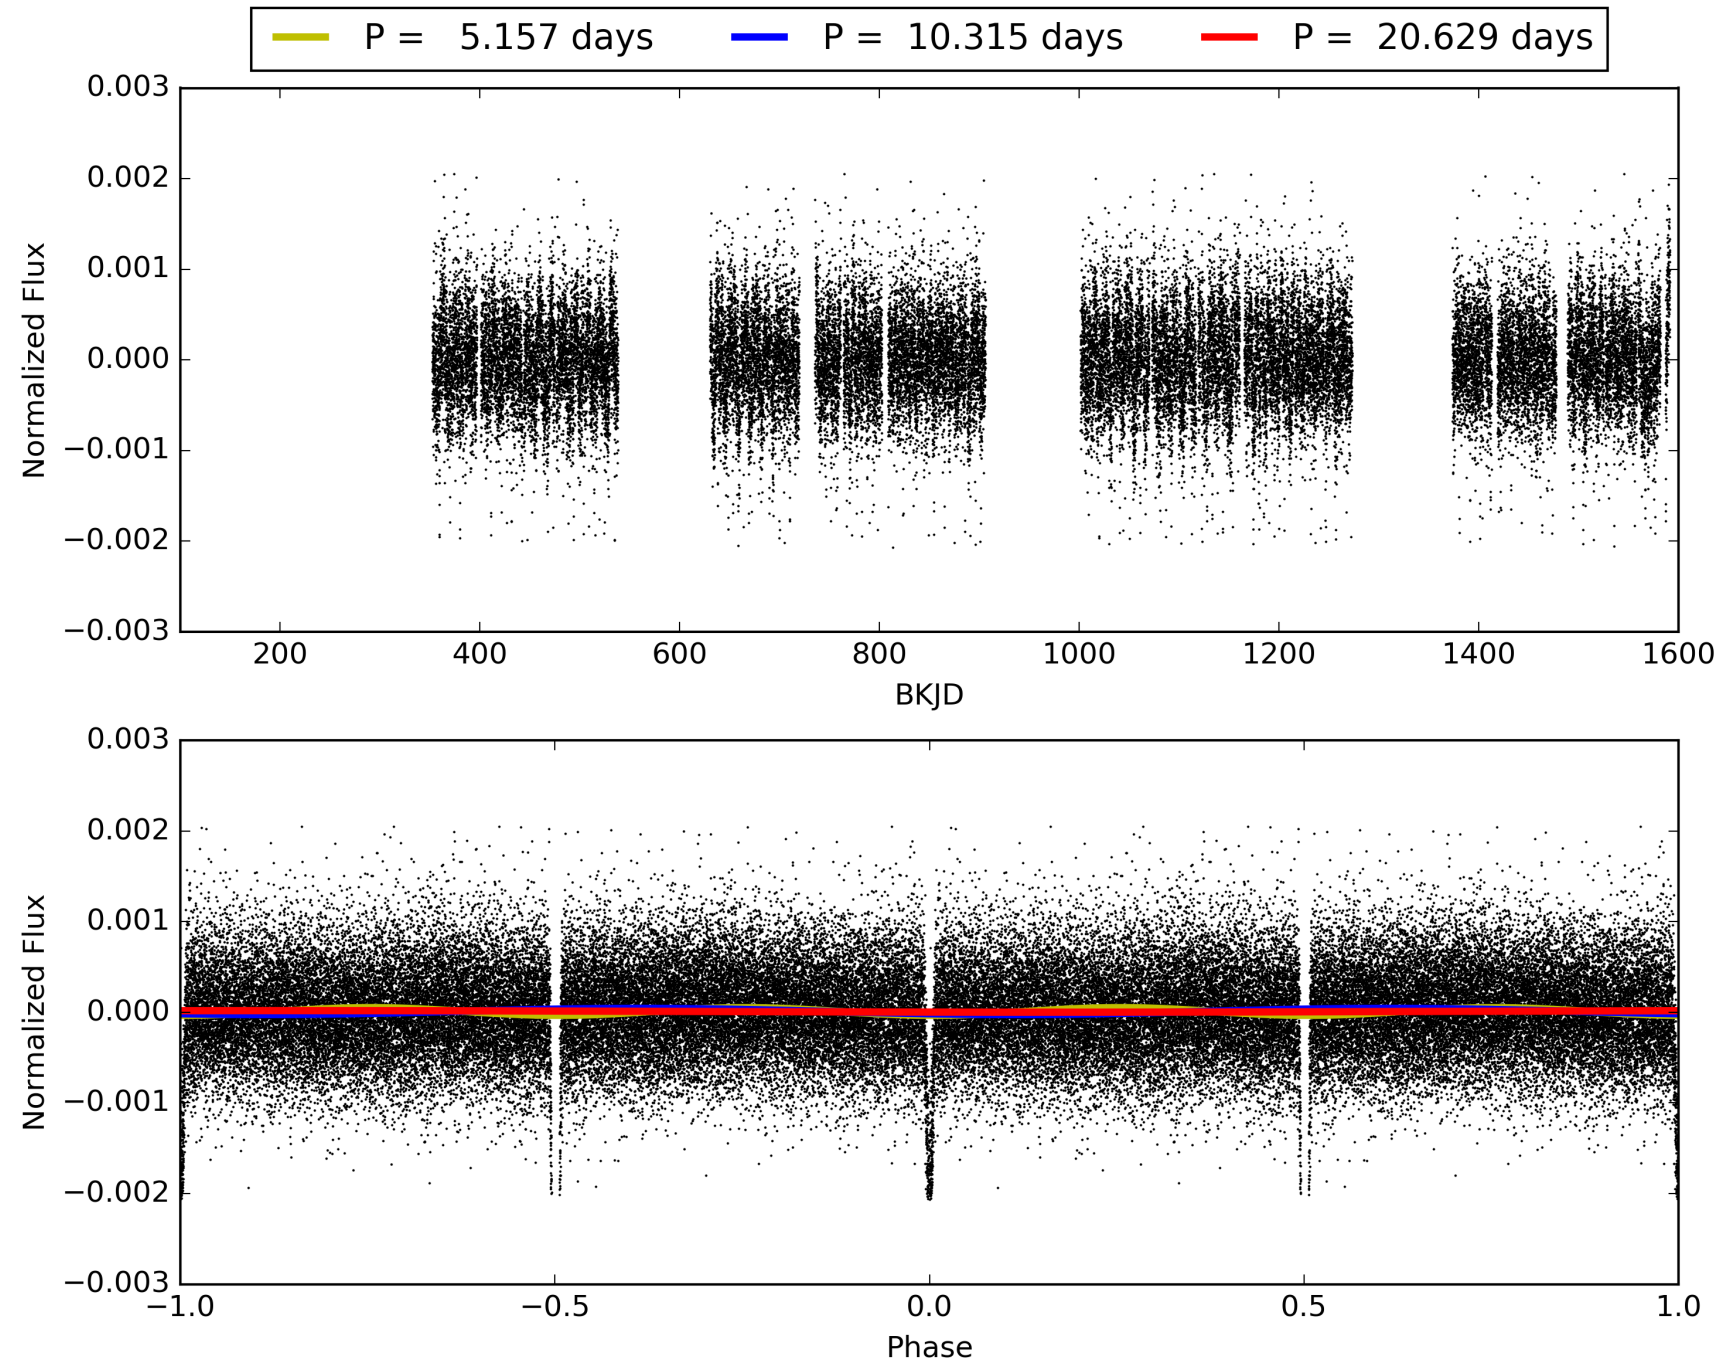 P = 5.157 days P = 10.315 days P = 20.629 days
0.003
0.002
0.001
0.000
−0.001
−0.002
−0.003
Normalized Flux
200 400 600 800 1000 1200 1400 1600
BKJD
0.003
0.002
0.001
0.000
−0.001
−0.002
−0.003
Normalized Flux
−1.0 −0.5 0.0 0.5 1.0
Phase